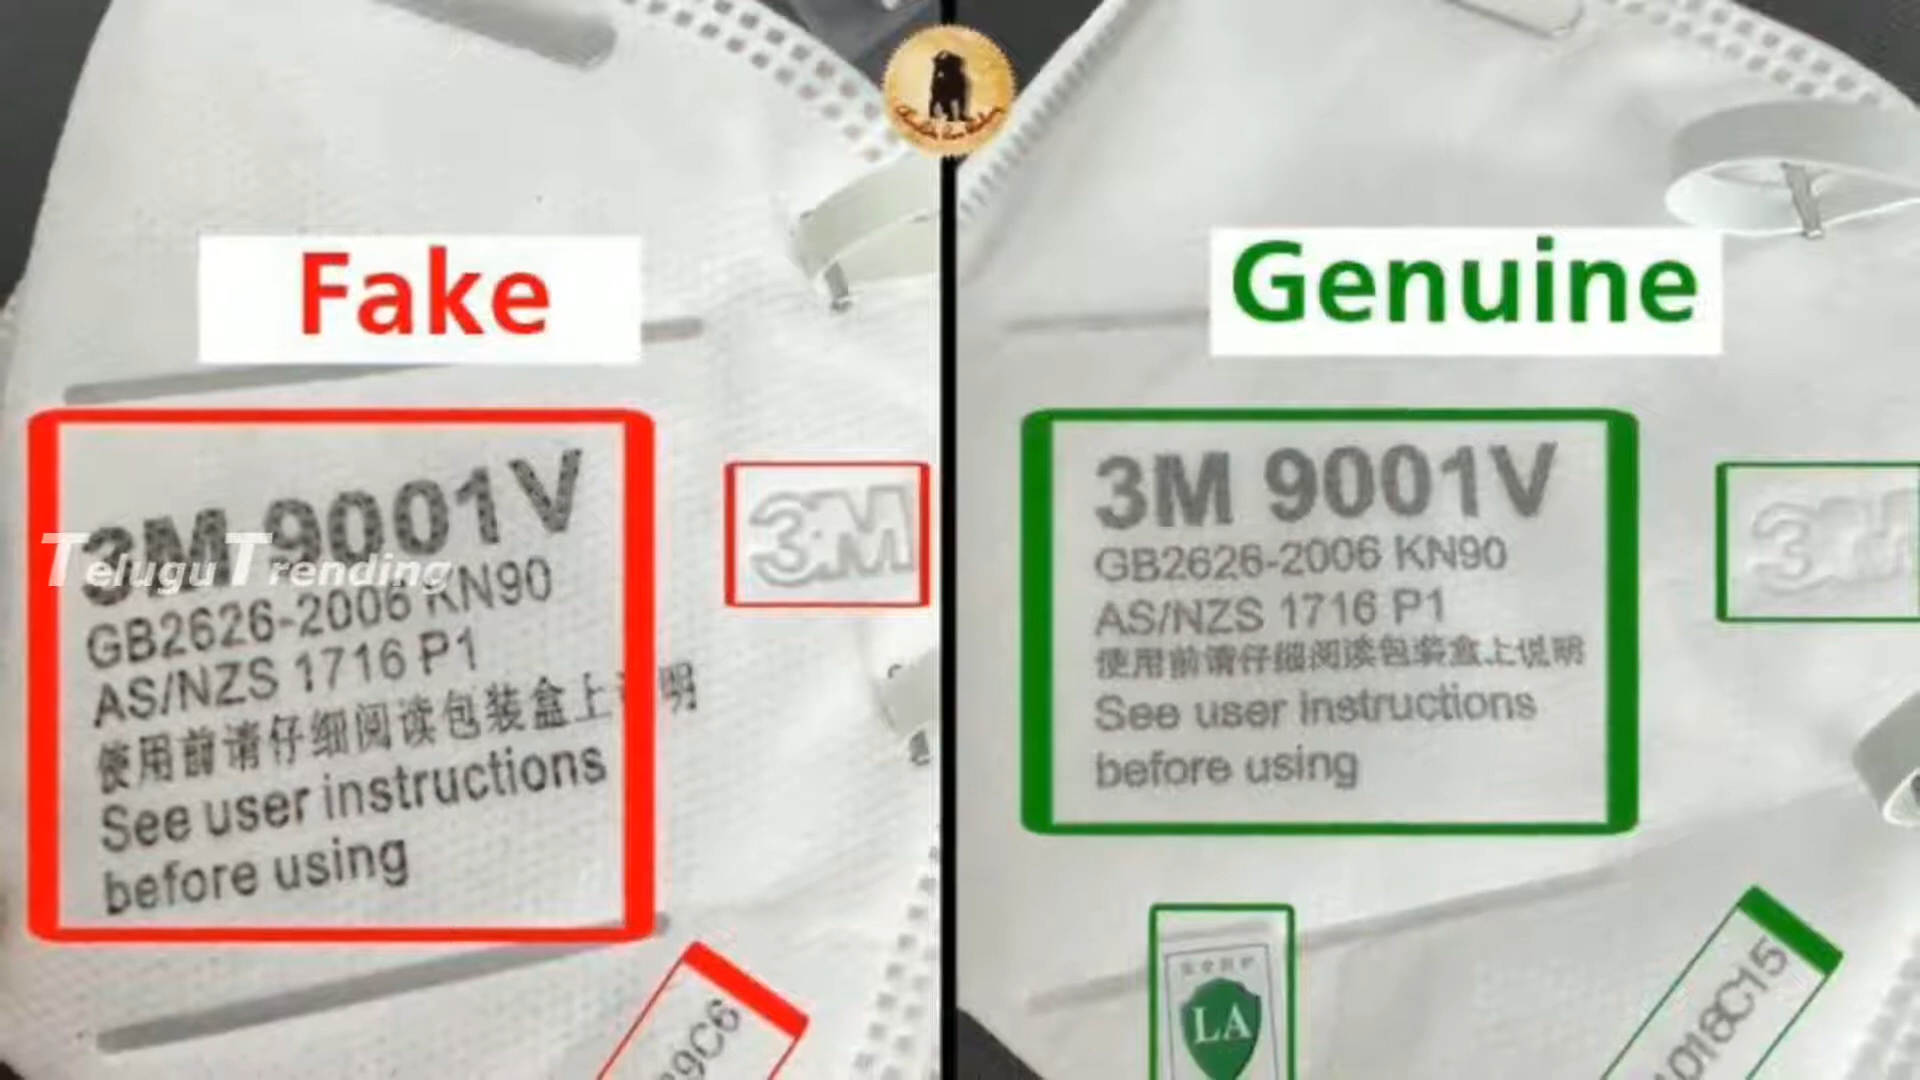 Fake
3M 9001V
Telugu Trending
GB2626-2006 KN90
AS/NZS 1716 P1
使用前请仔细阅读包装盒上 明
See user instructions
before using
3M
9C6
Genuine
3M 9001V
GB2626-2006 KN90
AS/NZS 1716 P1
使用前请仔细阅读包装盒上说明
See user instructions
before using
3M
LA
1018C15